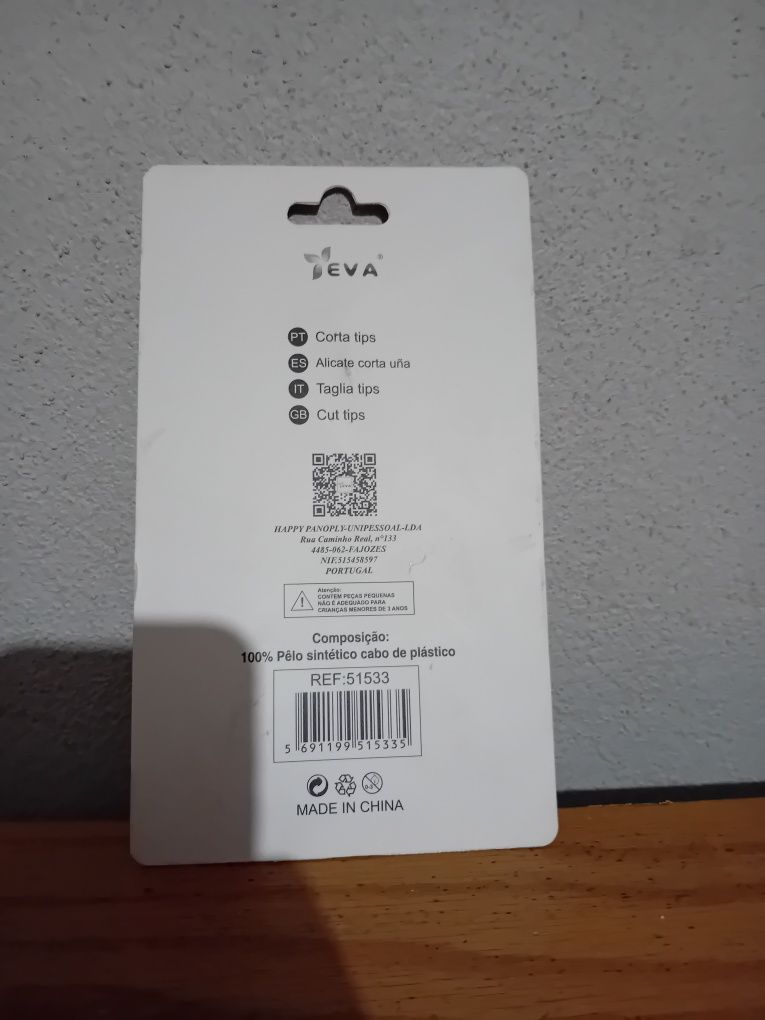 EVA®
PT Corta tips
ES Alicate corta uña
IT Taglia tips
GB Cut tips
HAPPY PANOPLY-UNIPESSOAL-LDA
Rua Caminho Real, nº133
4485-062-FAJOZES
NIF.515458597
PORTUGAL
Atenção:
CONTEM PEÇAS PEQUENAS
NÃO É ADEQUADO PARA
CRIANÇAS MENORES DE 3 ANOS
Composição:
100% Pêlo sintético cabo de plástico
REF:51533
5 691199 515335
0-3
MADE IN CHINA